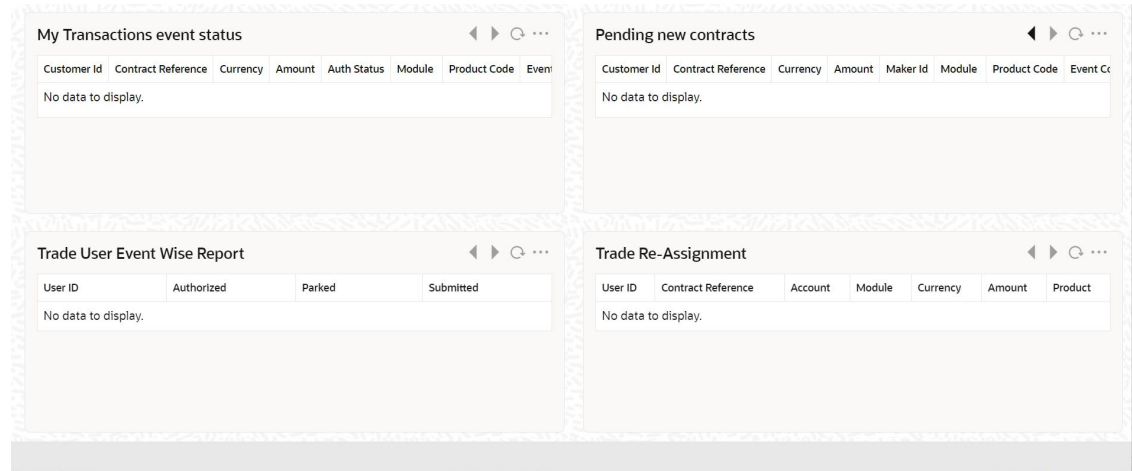 My Transactions event status
Customer Id Contract Reference Currency Amount Auth Status Module Product Code Event
No data to display.
Pending new contracts
Customer Id Contract Reference Currency Amount Maker Id Module Product Code Event Co
No data to display.
Trade User Event Wise Report
User ID Authorized Parked Submitted
No data to display.
Trade Re-Assignment
User ID Contract Reference Account Module Currency Amount Product
No data to display.